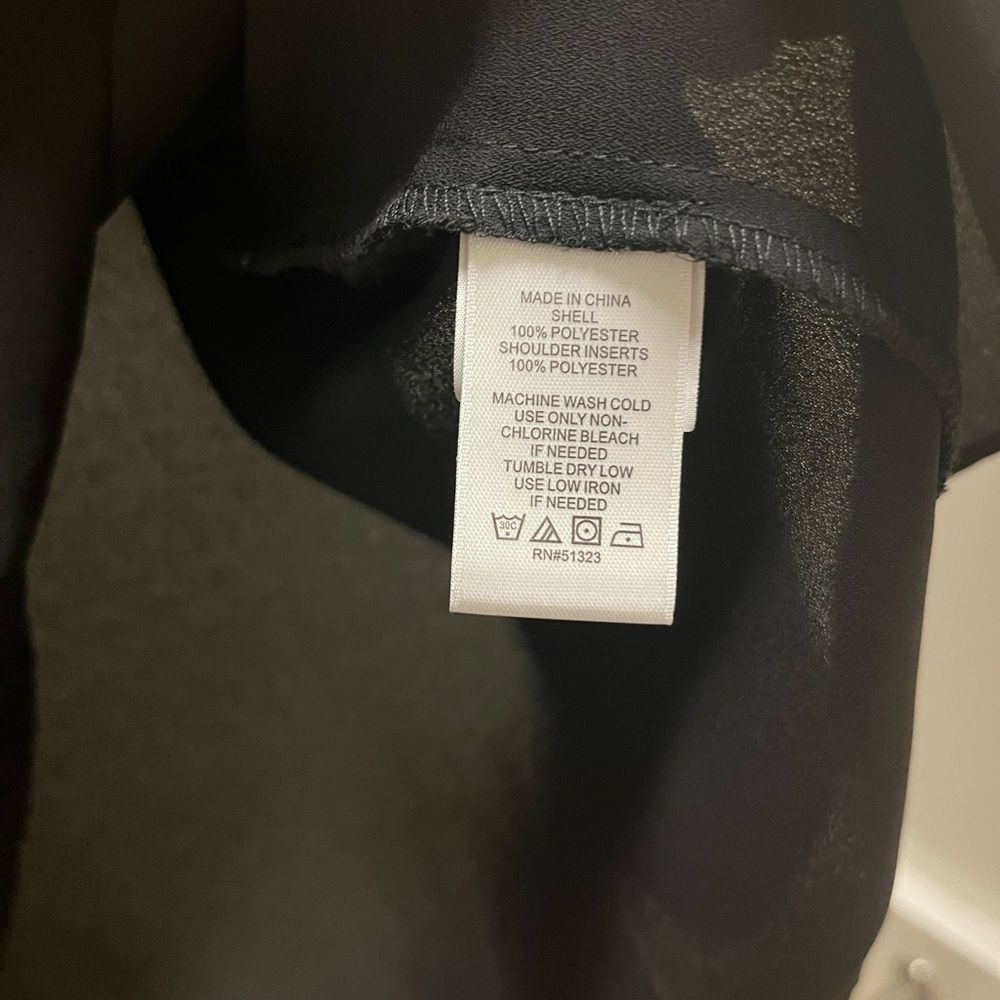 MADE IN CHINA
SHELL
100% POLYESTER
SHOULDER INSERTS
100% POLYESTER
MACHINE WASH COLD
USE ONLY NON-
CHLORINE BLEACH
IF NEEDED
TUMBLE DRY LOW
USE LOW IRON
IF NEEDED
30C
RN#51323